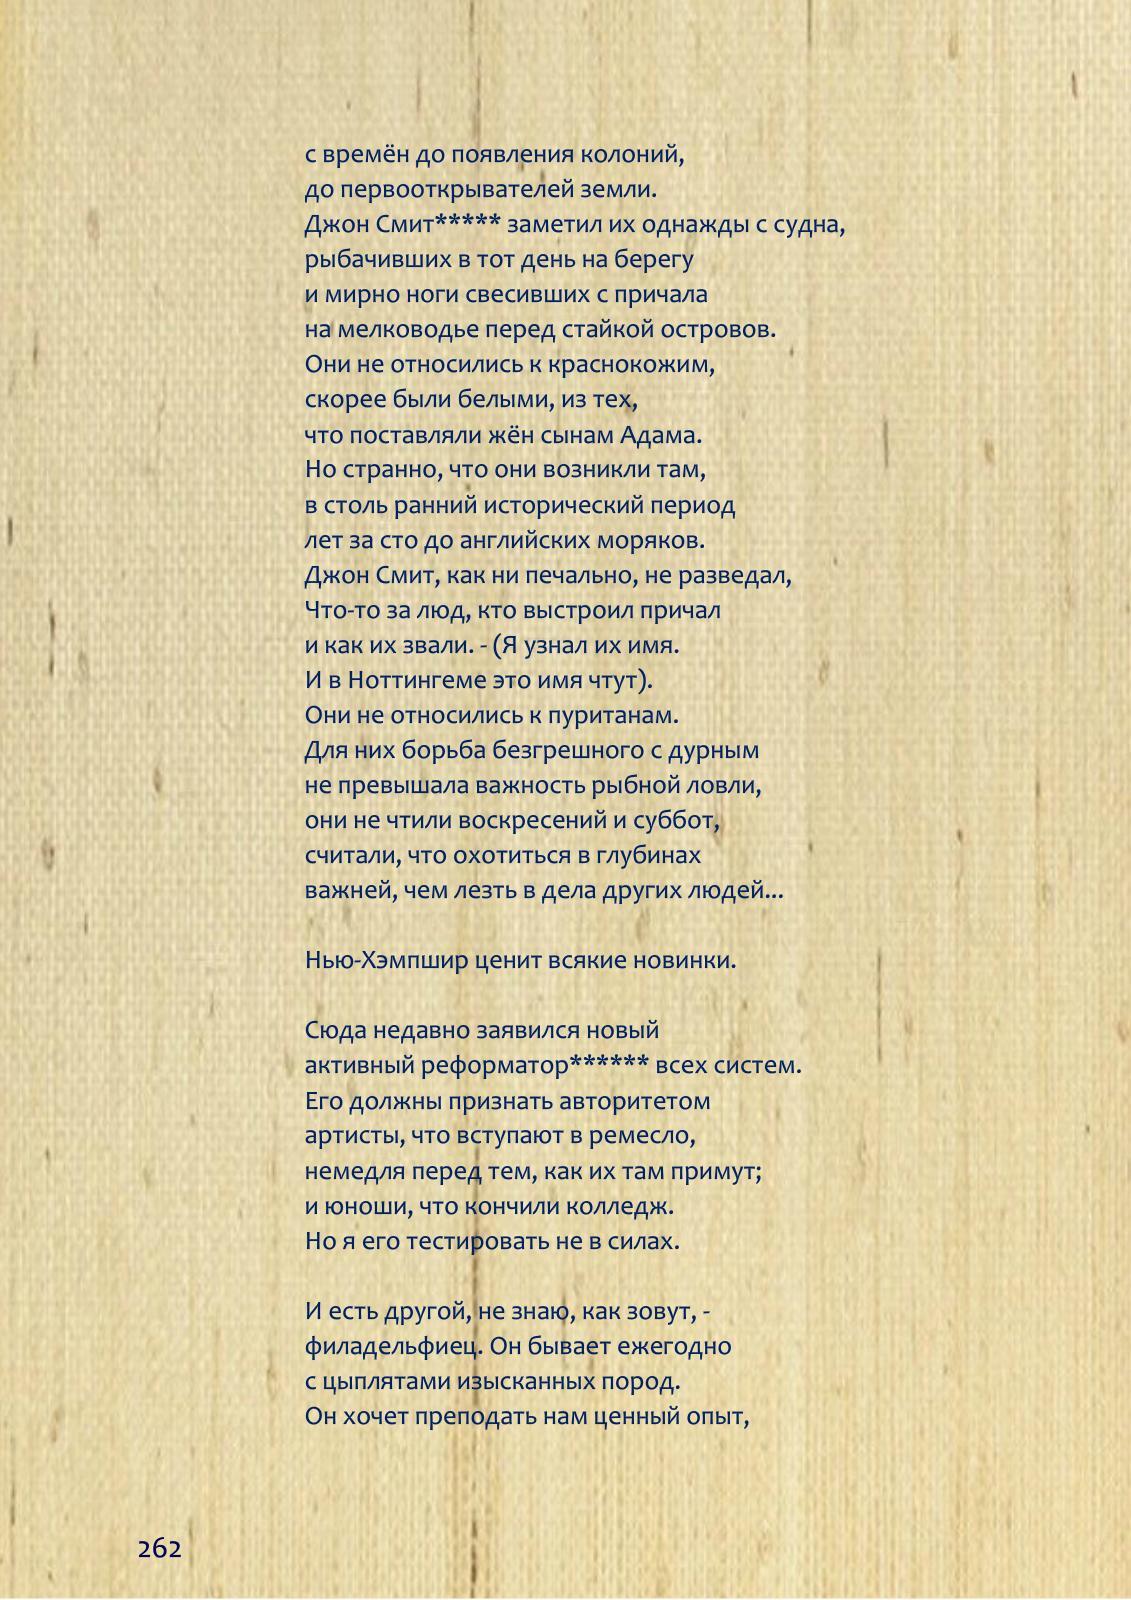 с времён до появления колоний,
до первооткрывателей земли.
Джон Смит***** заметил их однажды с судна,
рыбачивших в тот день на берегу
и мирно ноги свесивших с причала
на мелководье перед стайкой островов.
Они не относились к краснокожим,
скорее были белыми, из тех,
что поставляли жён сынам Адама.
Но странно, что они возникли там,
в столь ранний исторический период
лет за сто до английских моряков.
Джон Смит, как ни печально, не разведал,
Что-то за люд, кто выстроил причал
и как их звали. - (Я узнал их имя.
И в Ноттингеме это имя чтут).
Они не относились к пуританам.
Для них борьба безгрешного с дурным
не превышала важность рыбной ловли,
они не чтили воскресений и суббот,
считали, что охотиться в глубинах
важней, чем лезть в дела других людей...
Нью-Хэмпшир ценит всякие новинки.
Сюда недавно заявился новый
активный реформатор****** всех систем.
Его должны признать авторитетом
артисты, что вступают в ремесло,
немедля перед тем, как их там примут;
и юноши, что кончили колледж.
Но я его тестировать не в силах.
И есть другой, не знаю, как зовут, -
филадельфиец. Он бывает ежегодно
с цыплятами изысканных пород.
Он хочет преподать нам ценный опыт,
262